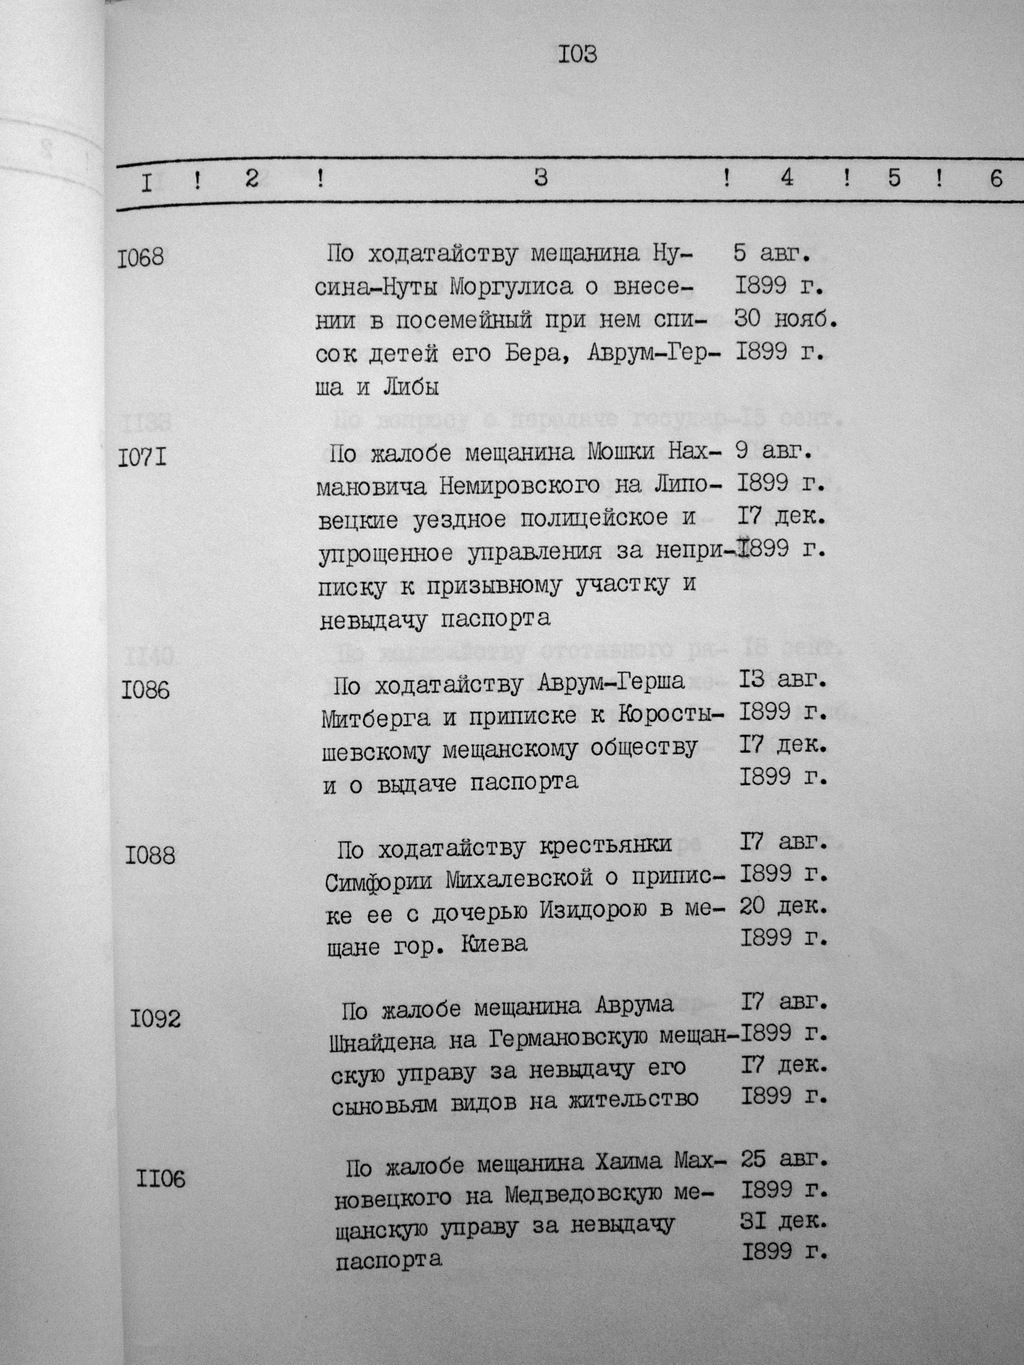 I03
I ! 2 ! 3 ! 4 ! 5 ! 6
I068 По ходатайству мещанина Ну- 5 авг.
сина-Нуты Моргулиса о внесе- I899 г.
нии в посемейный при нем спи- 30 нояб.
сок детей его Бера, Аврум-Гер- I899 г.
ша и Либы
I07I По жалобе мещанина Мошки Нах- 9 авг.
мановича Немировского на Липо- I899 г.
вецкие уездное полицейское и I7 дек.
упрощенное управления за непри- I899 г.
писку к призывному участку и
невыдачу паспорта
I086 По ходатайству Аврум-Герша I3 авг.
Митберга и приписке к Коросты- I899 г.
шевскому мещанскому обществу I7 дек.
и о выдаче паспорта I899 г.
I088 По ходатайству крестьянки I7 авг.
Симфории Михалевской о припис- I899 г.
ке ее с дочерью Изидорою в ме- 20 дек.
щане гор. Киева I899 г.
I092 По жалобе мещанина Аврума I7 авг.
Шнайдена на Германовскую мещан- I899 г.
скую управу за невыдачу его I7 дек.
сыновьям видов на жительство I899 г.
II06 По жалобе мещанина Хаима Мах- 25 авг.
новецкого на Медведовскую ме- I899 г.
щанскую управу за невыдачу 3I дек.
паспорта I899 г.